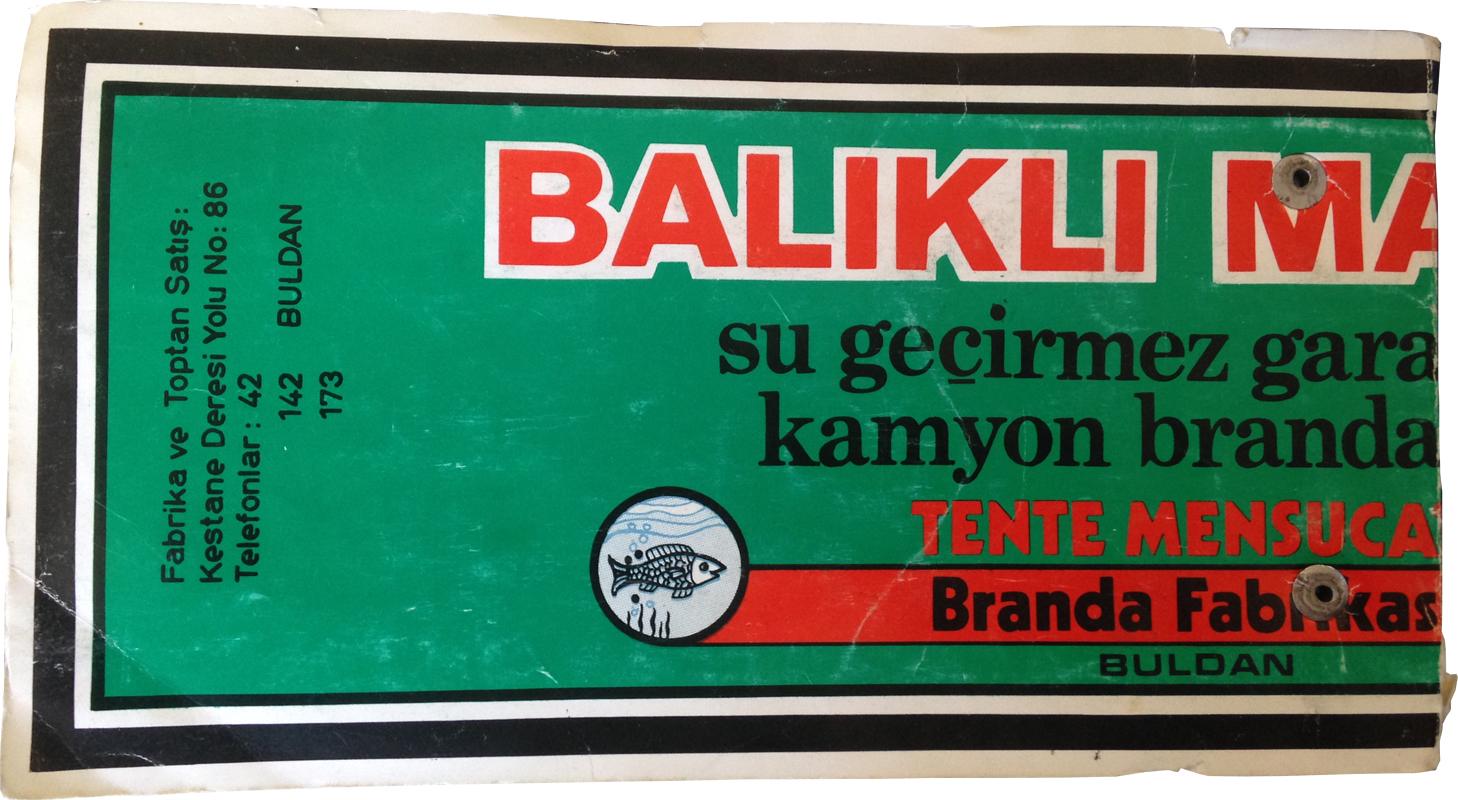 BALIKLI MA
su geçirmez gara
kamyon branda
TENTE MENSUCA
Branda Fabrikas
BULDAN
Fabrika ve Toptan Satış:
Kestane Deresi Yolu No: 86
Telefonlar: 42
142 BULDAN
173